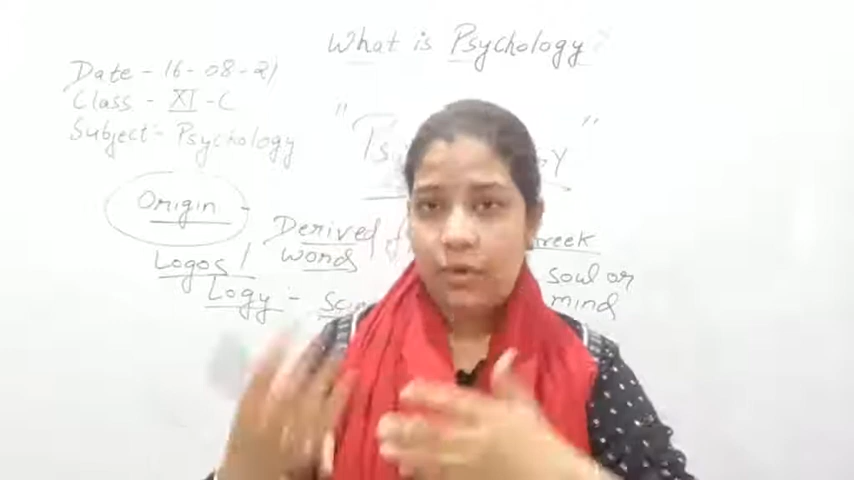 What is Psychology?
Date - 16-08-21
Class - XI - C
Subject - Psychology
Origin -
Derived
words
Logos /
Logy -
soul or
mind